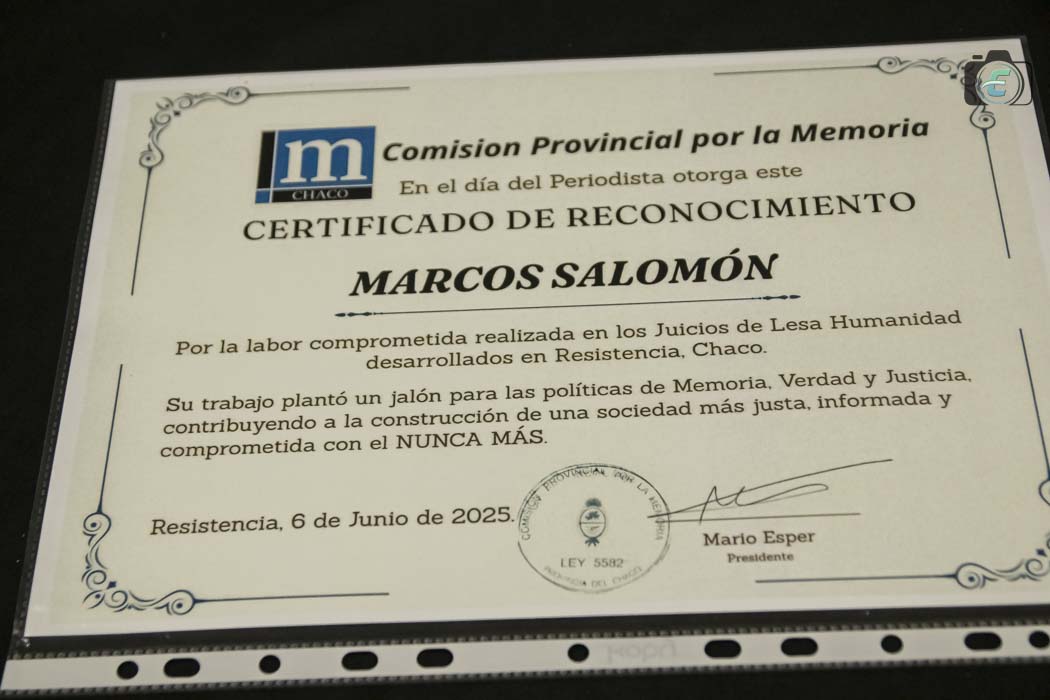 m
CHACO
Comision Provincial por la Memoria
En el día del Periodista otorga este
CERTIFICADO DE RECONOCIMIENTO
MARCOS SALOMÓN
Por la labor comprometida realizada en los Juicios de Lesa Humanidad
desarrollados en Resistencia, Chaco.
Su trabajo plantó un jalón para las políticas de Memoria, Verdad y Justicia,
contribuyendo a la construcción de una sociedad más justa, informada y
comprometida con el NUNCA MÁS.
Resistencia, 6 de Junio de 2025.
COMISIÓN PROVINCIAL POR LA MEMORIA
LEY 5582
PROVINCIA DEL CHACO
Mario Esper
Presidente
E